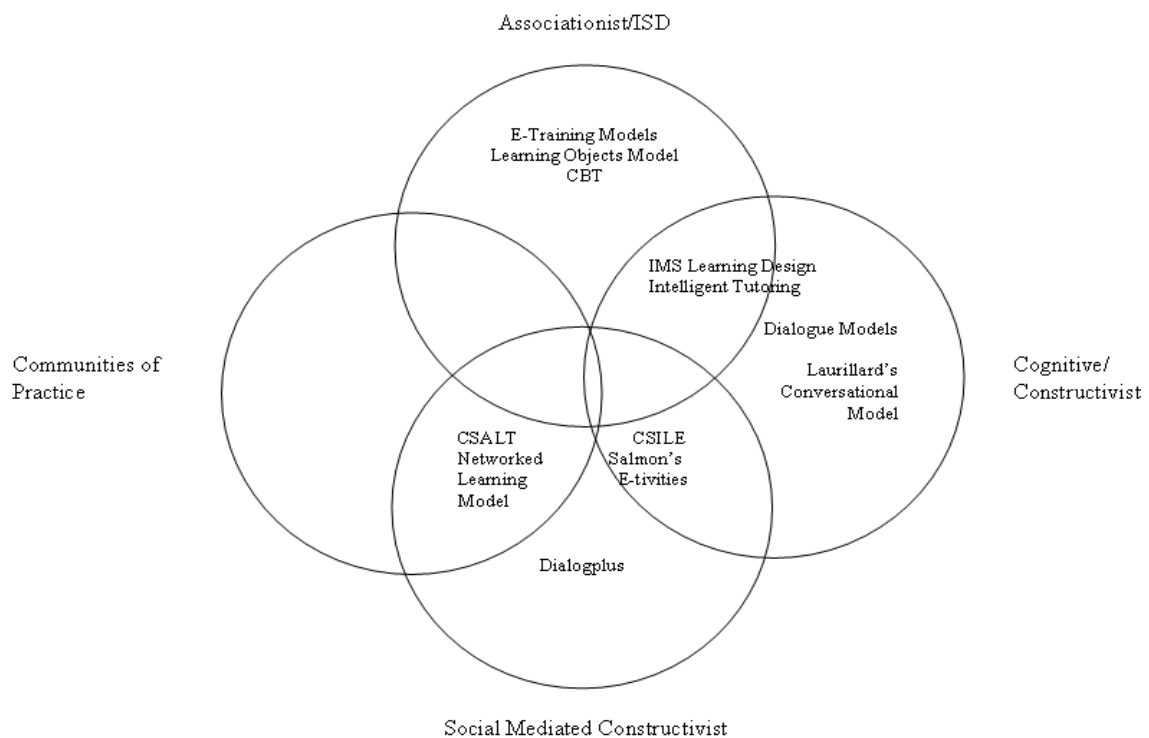 Associationist/ISD
E-Training Models
Learning Objects Model
CBT
IMS Learning Design
Intelligent Tutoring
Dialogue Models
Communities of
Practice
Laurillard's
Conversational
Model
Cognitive/
Constructivist
CSALT
Networked
Learning
Model
CSILE
Salmon's
E-tivities
Dialogplus
Social Mediated Constructivist